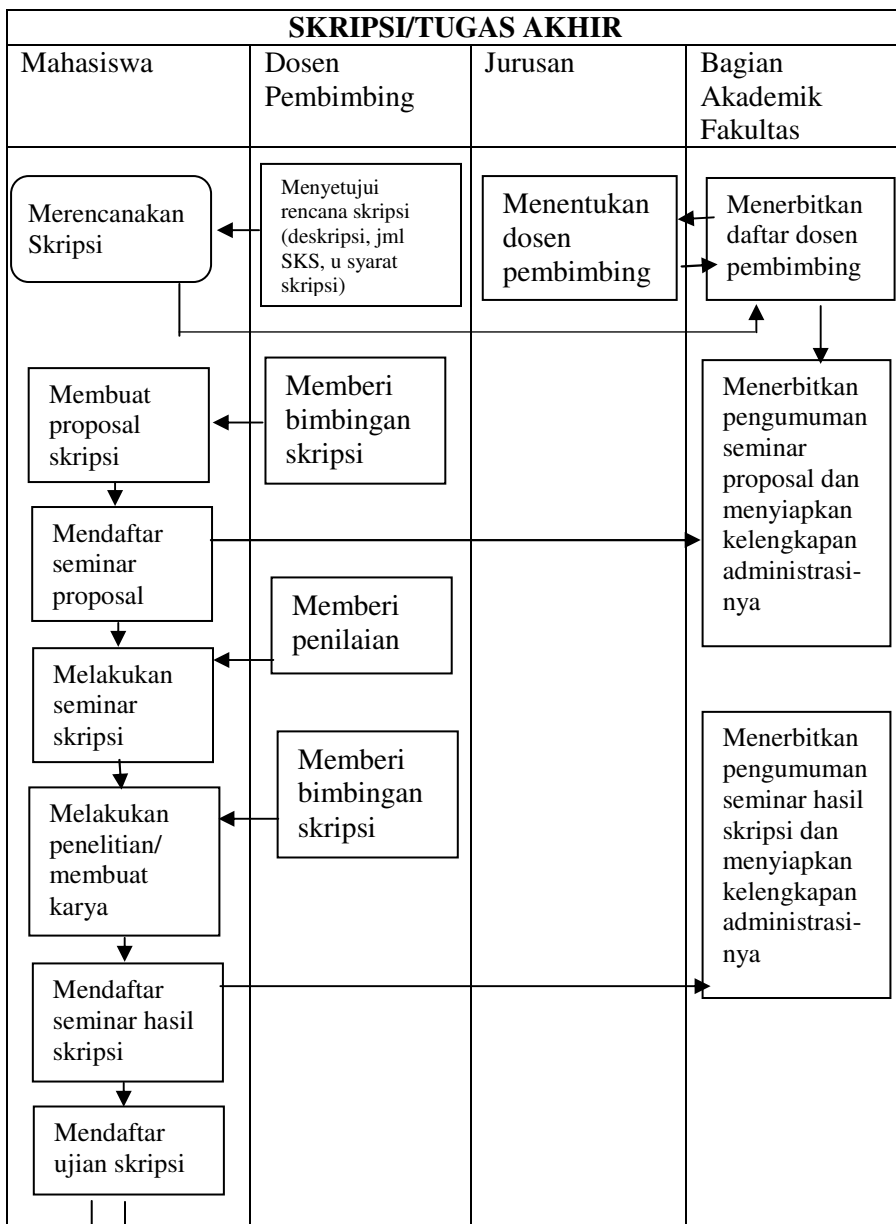 SKRIPSI/TUGAS AKHIR
Mahasiswa
Dosen
Pembimbing
Jurusan
Bagian
Akademik
Fakultas
Merencanakan
Skripsi
Menyetujui
rencana skripsi
(deskripsi, jml
SKS, u syarat
skripsi)
Menentukan
dosen
pembimbing
Menerbitkan
daftar dosen
pembimbing
Membuat
proposal
skripsi
Memberi
bimbingan
skripsi
Menerbitkan
pengumuman
seminar
proposal dan
menyiapkan
kelengkapan
administrasi-
nya
Mendaftar
seminar
proposal
Memberi
penilaian
Melakukan
seminar
skripsi
Memberi
bimbingan
skripsi
Menerbitkan
pengumuman
seminar hasil
skripsi dan
menyiapkan
kelengkapan
administrasi-
nya
Melakukan
penelitian/
membuat
karya
Mendaftar
seminar hasil
skripsi
Mendaftar
ujian skripsi